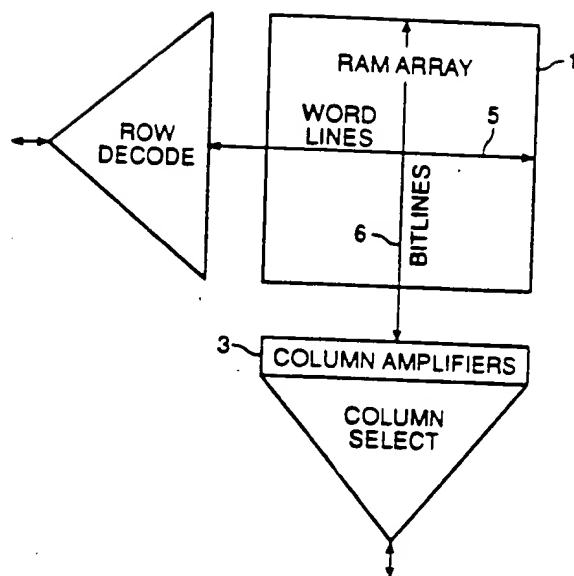 RAM ARRAY
1
ROW
DECODE
WORD
LINES
5
6
BITLINES
3
COLUMN AMPLIFIERS
COLUMN
SELECT